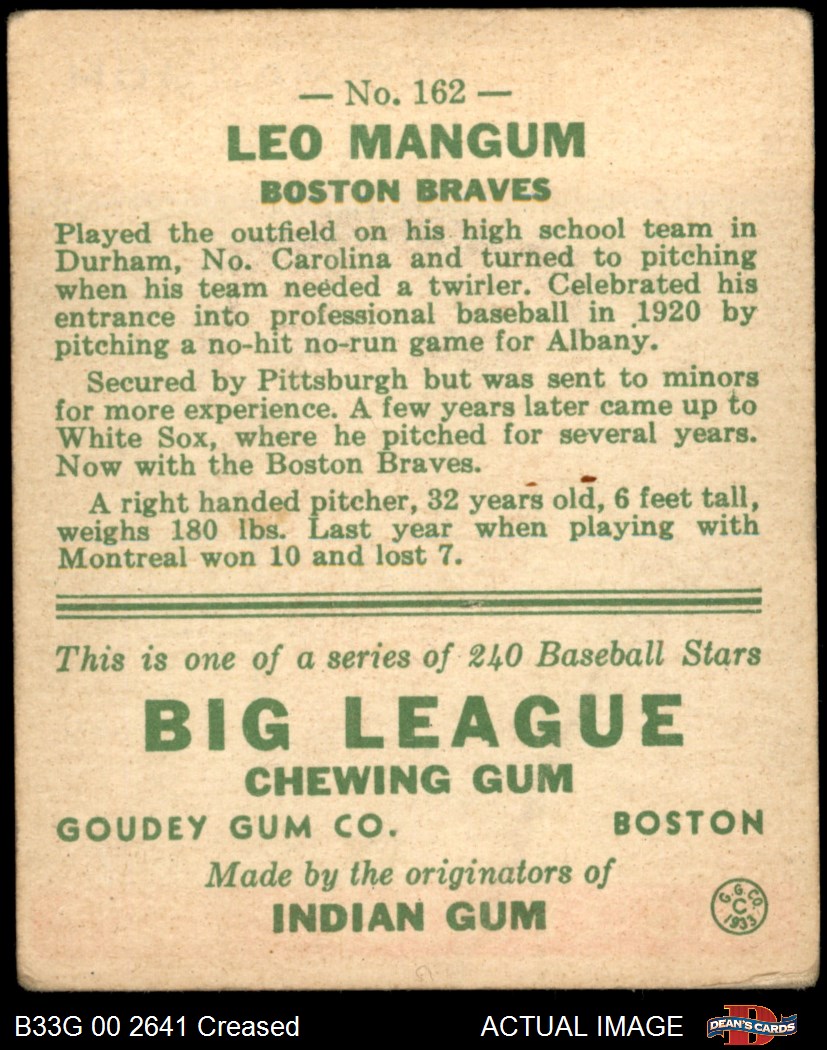 — No. 162 —
LEO MANGUM
BOSTON BRAVES
Played the outfield on his high school team in
Durham, No. Carolina and turned to pitching
when his team needed a twirler. Celebrated his
entrance into professional baseball in 1920 by
pitching a no-hit no-run game for Albany.
Secured by Pittsburgh but was sent to minors
for more experience. A few years later came up to
White Sox, where he pitched for several years.
Now with the Boston Braves.
A right handed pitcher, 32 years old, 6 feet tall,
weighs 180 lbs. Last year when playing with
Montreal won 10 and lost 7.
This is one of a series of 240 Baseball Stars
BIG LEAGUE
CHEWING GUM
GOUDEY GUM CO. BOSTON
Made by the originators of
INDIAN GUM
G.G.CO.
C
1933
B33G 00 2641 Creased ACTUAL IMAGE D DEAN'S CARDS